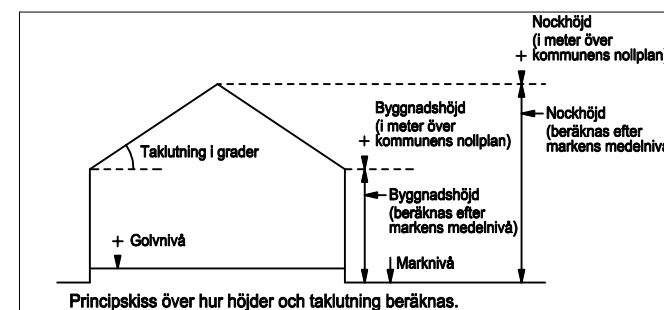 Nockhöjd
(i meter över
+ kommunens nollplan)
Byggnadshöjd
(i meter över
+ kommunens nollplan)
Nockhöjd
(beräknas efter
markens medelnivå
Taklutning i grader
Byggnadshöjd
(beräknas efter
markens medelnivå)
+ Golvnivå
Marknivå
Principskiss över hur höjder och taklutning beräknas.